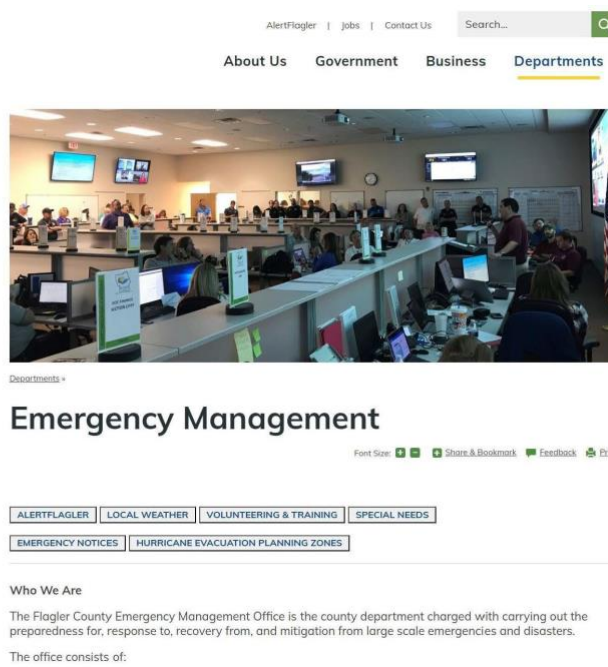 AlertFlagler | Jobs | Contact Us Search...
About Us Government Business Departments
Departments »
Emergency Management
Font Size: + - Share & Bookmark Feedback
ALERTFLAGLER LOCAL WEATHER VOLUNTEERING & TRAINING SPECIAL NEEDS
EMERGENCY NOTICES HURRICANE EVACUATION PLANNING ZONES
Who We Are
The Flagler County Emergency Management Office is the county department charged with carrying out the
preparedness for, response to, recovery from, and mitigation from large scale emergencies and disasters.
The office consists of: